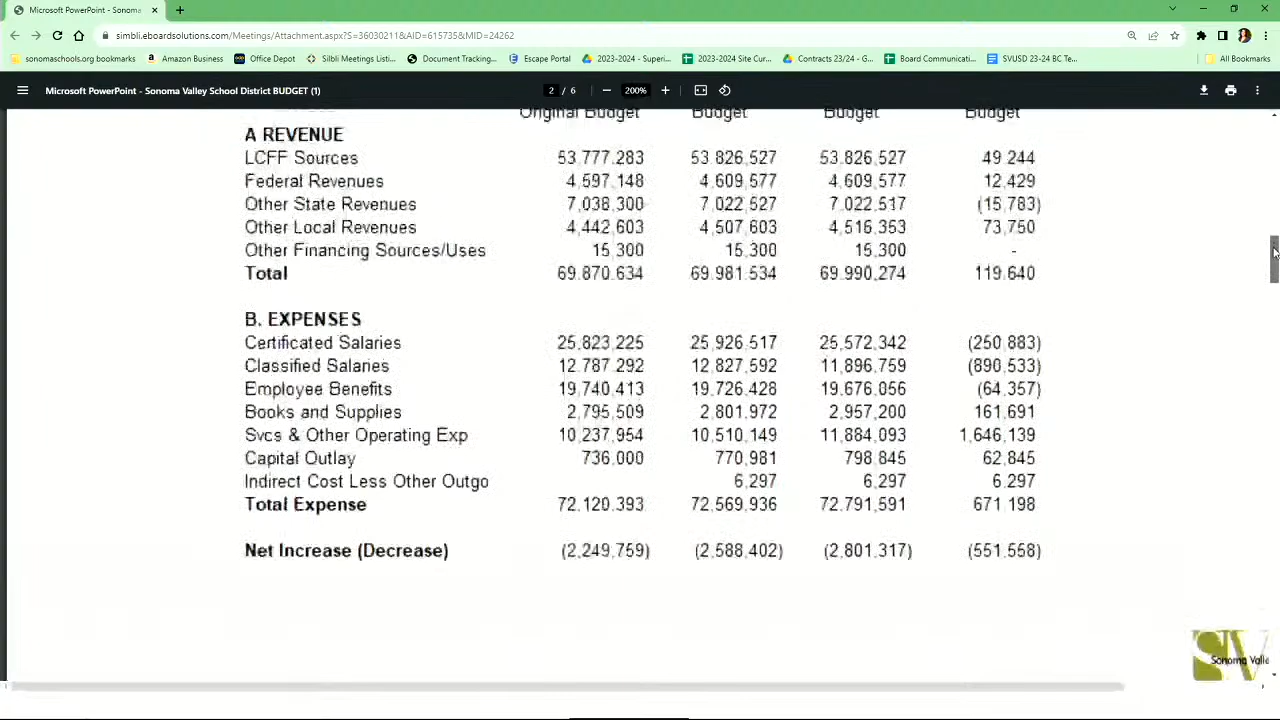 Microsoft PowerPoint - Sonoma
simbli.eboardsolutions.com/Meetings/Attachment.aspx?S=36030211&AID=615735&MID=24262
sonomaschools.org bookmarks Amazon Business Office Depot Silbli Meetings Listi... Document Tracking... Escape Portal 2023-2024 - Superi... 2023-2024 Site Cur... Contracts 23/24 - G... Board Communicati... SVUSD 23-24 BC Te... All Bookmarks
Microsoft PowerPoint - Sonoma Valley School District BUDGET (1) 2 / 6 200%
Original Budget Budget Budget Budget
A REVENUE
LCFF Sources 53,777,283 53,826,527 53,826,527 49,244
Federal Revenues 4,597,148 4,609,577 4,609,577 12,429
Other State Revenues 7,038,300 7,022,527 7,022,517 (15,783)
Other Local Revenues 4,442,603 4,507,603 4,516,353 73,750
Other Financing Sources/Uses 15,300 15,300 15,300 -
Total 69,870,634 69,981,534 69,990,274 119,640
B. EXPENSES
Certificated Salaries 25,823,225 25,926,517 25,572,342 (250,883)
Classified Salaries 12,787,292 12,827,592 11,896,759 (890,533)
Employee Benefits 19,740,413 19,726,428 19,676,056 (64,357)
Books and Supplies 2,795,509 2,801,972 2,957,200 161,691
Svcs & Other Operating Exp 10,237,954 10,510,149 11,884,093 1,646,139
Capital Outlay 736,000 770,981 798,845 62,845
Indirect Cost Less Other Outgo 6,297 6,297 6,297
Total Expense 72,120,393 72,569,936 72,791,591 671,198
Net Increase (Decrease) (2,249,759) (2,588,402) (2,801,317) (551,558)
SV
Sonoma Valle